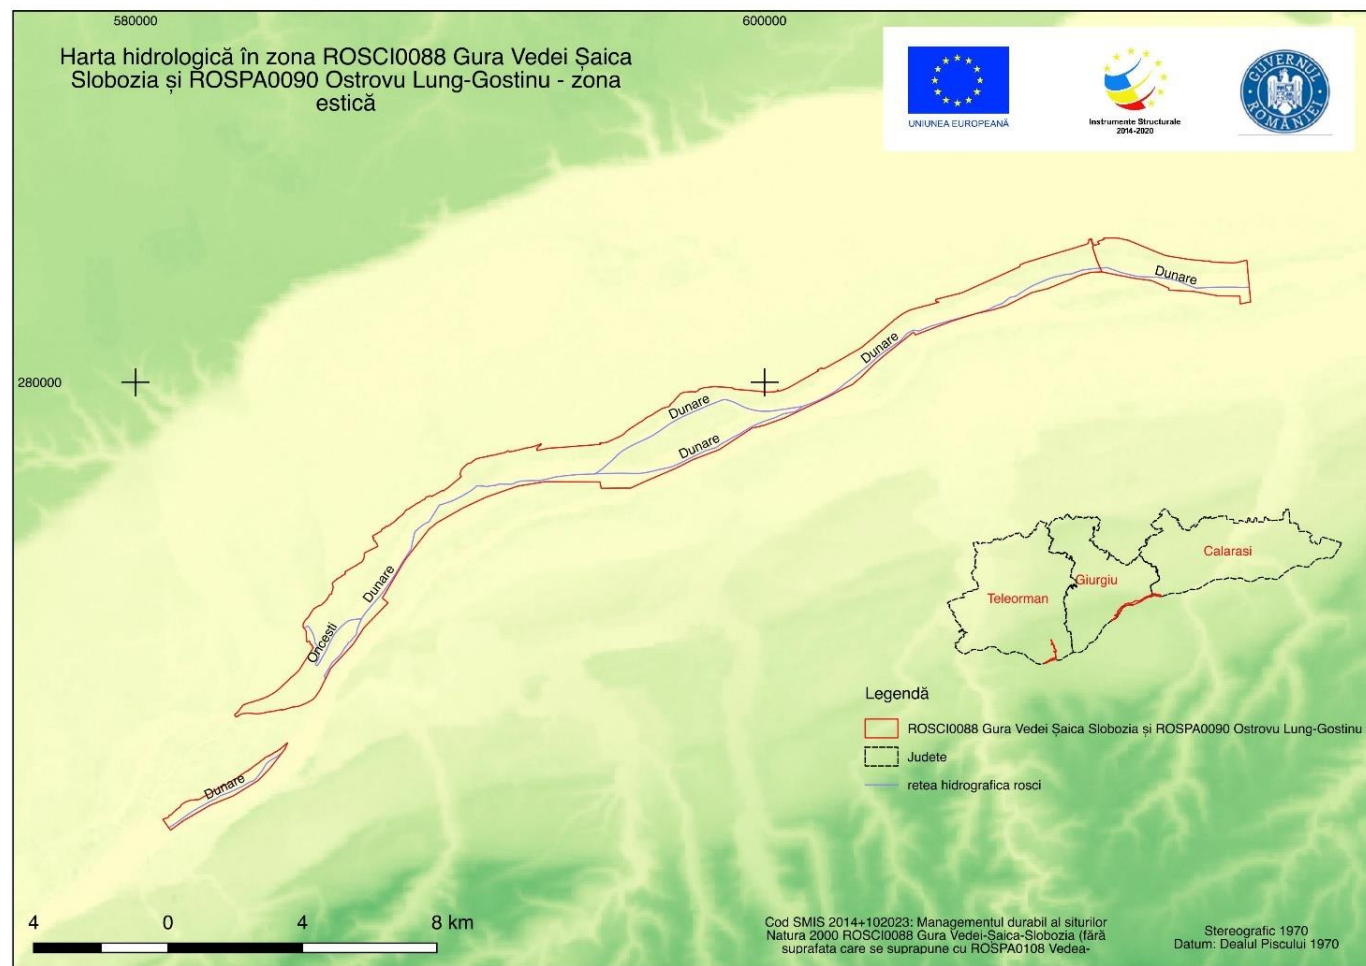 580000
600000
Harta hidrologică în zona ROSCI0088 Gura Vedei Șaica
Slobozia și ROSPA0090 Ostrovu Lung-Gostinu - zona
estică
UNIUNEA EUROPEANĂ
Instrumente Structurale
2014-2020
GUVERNUL
ROMÂNIEI
280000
Dunare
Dunare
Dunare
Dunare
Dunare
Oncesti
Dunare
Teleorman
Giurgiu
Calarasi
Legendă
ROSCI0088 Gura Vedei Șaica Slobozia și ROSPA0090 Ostrovu Lung-Gostinu
Judete
retea hidrografica rosci
4 0 4 8 km
Cod SMIS 2014+102023: Managementul durabil al siturilor
Natura 2000 ROSCI0088 Gura Vedei-Saica-Slobozia (fără
suprafata care se suprapune cu ROSPA0108 Vedea-
Stereografic 1970
Datum: Dealul Piscului 1970